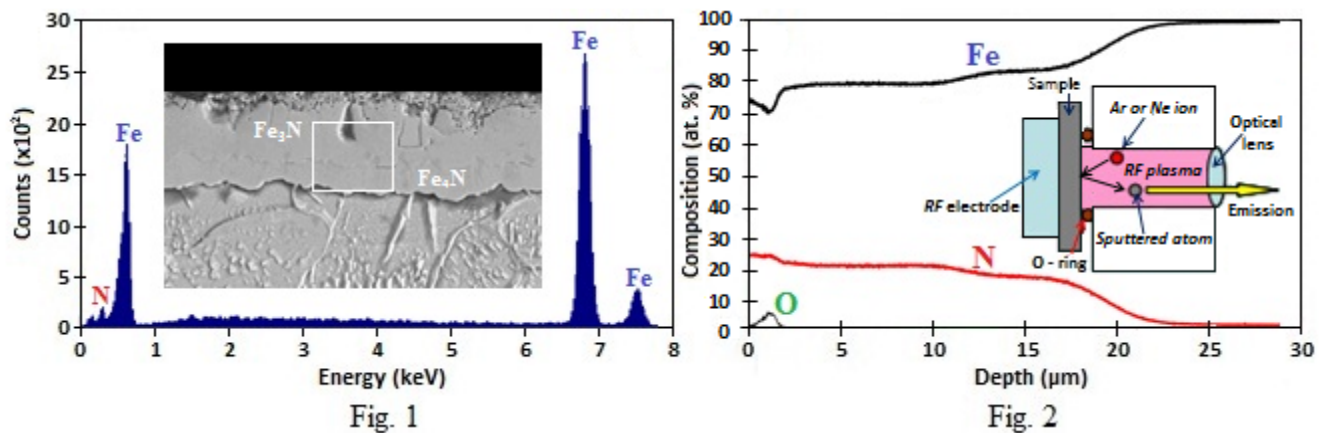 30
25
20
15
10
5
0
Counts (x10²)
Fe
N
Fe
Fe
Fe₃N
Fe₄N
0 1 2 3 4 5 6 7 8
Energy (keV)
Fig. 1
100
90
80
70
60
50
40
30
20
10
0
Composition (at. %)
Fe
N
O
Sample
Ar or Ne ion
Optical
lens
RF plasma
RF electrode
Emission
Sputtered atom
O - ring
0 5 10 15 20 25 30
Depth (µm)
Fig. 2